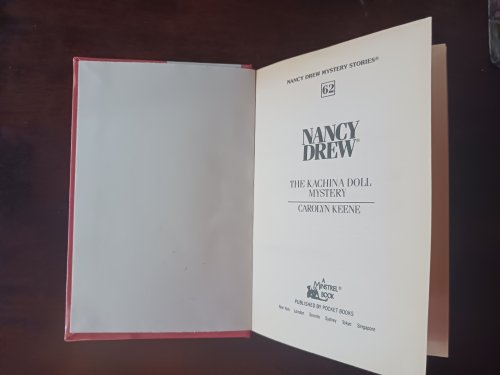 NANCY DREW MYSTERY STORIES®
62
NANCY
DREW®
THE KACHINA DOLL
MYSTERY
CAROLYN KEENE
A
MINSTREL®
BOOK
PUBLISHED BY POCKET BOOKS
New York London Toronto Sydney Tokyo Singapore